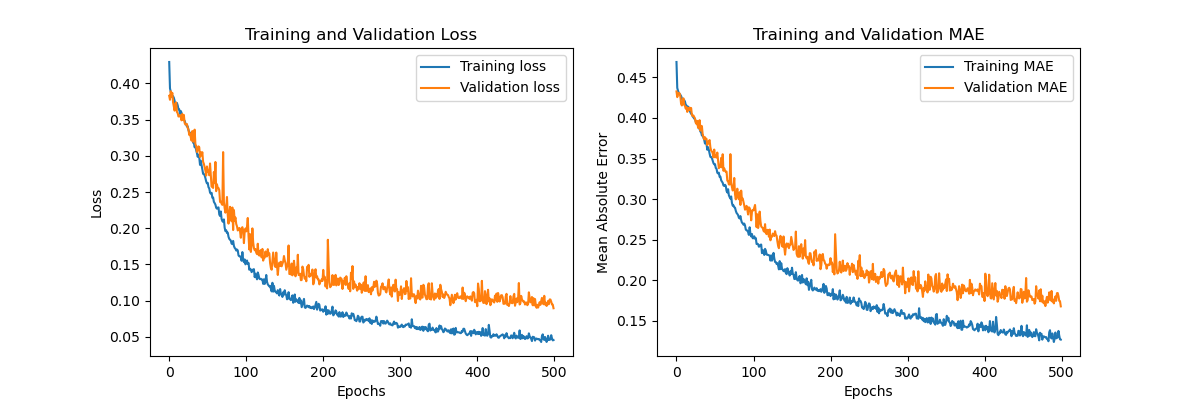 Training and Validation Loss
Training loss
Validation loss
0.40
0.35
0.30
0.25
0.20
0.15
0.10
0.05
Loss
0 100 200 300 400 500
Epochs
Training and Validation MAE
Training MAE
Validation MAE
0.45
0.40
0.35
0.30
0.25
0.20
0.15
Mean Absolute Error
0 100 200 300 400 500
Epochs